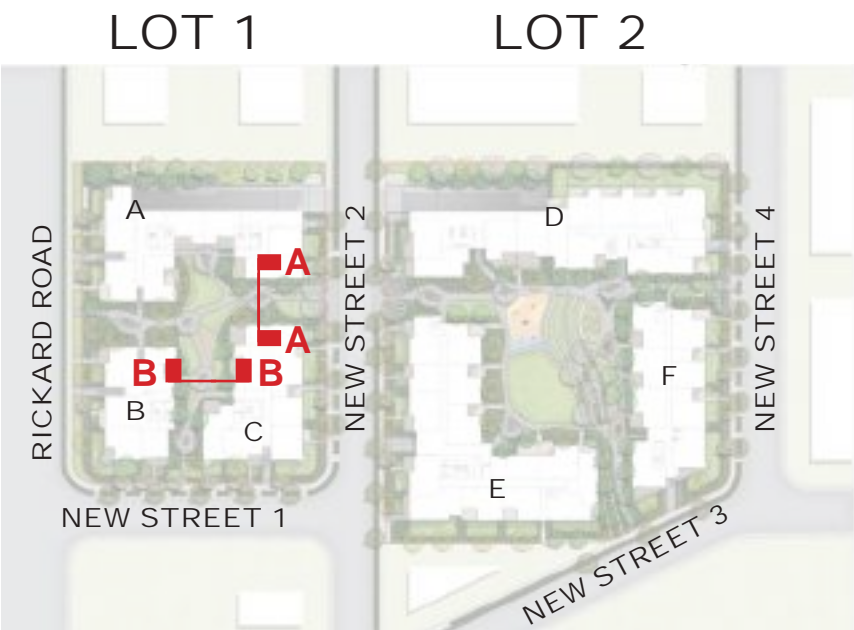 LOT 1
LOT 2
A
D
RICKARD ROAD
NEW STREET 2
NEW STREET 4
A
A
B
B
B
C
F
E
NEW STREET 1
NEW STREET 3